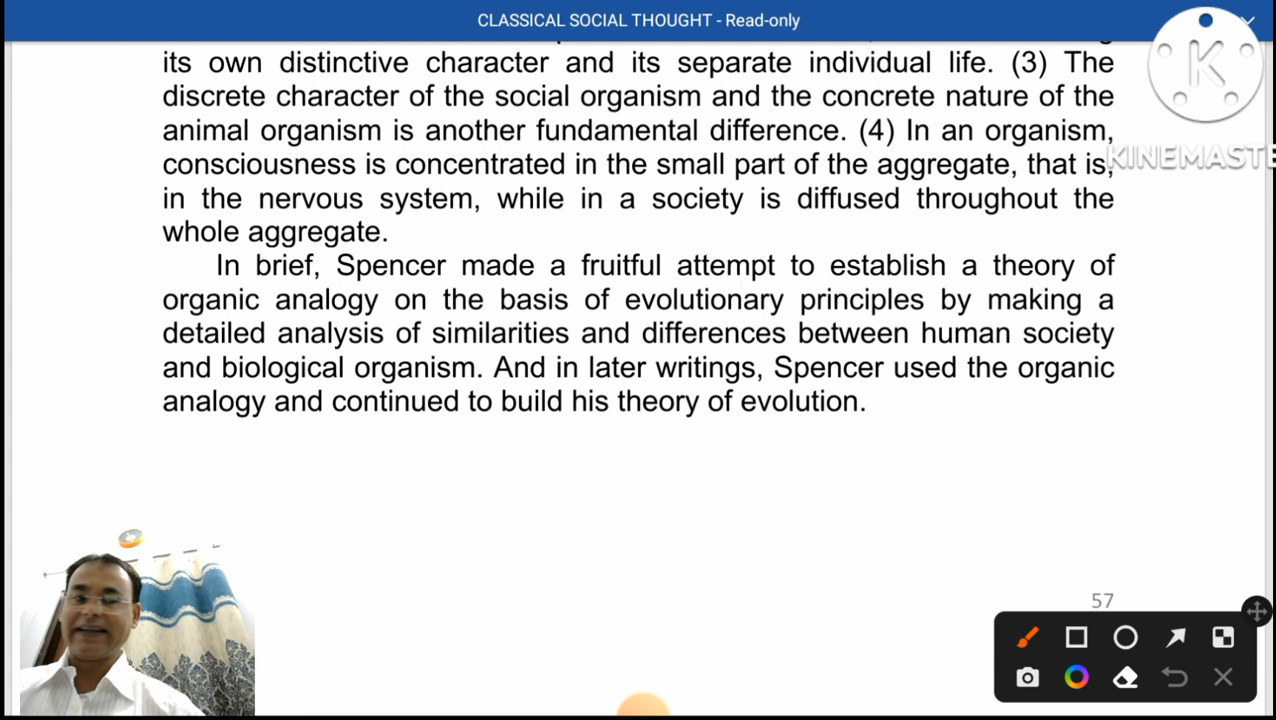 CLASSICAL SOCIAL THOUGHT - Read-only
its own distinctive character and its separate individual life. (3) The
discrete character of the social organism and the concrete nature of the
animal organism is another fundamental difference. (4) In an organism,
consciousness is concentrated in the small part of the aggregate, that is,
in the nervous system, while in a society is diffused throughout the
whole aggregate.
In brief, Spencer made a fruitful attempt to establish a theory of
organic analogy on the basis of evolutionary principles by making a
detailed analysis of similarities and differences between human society
and biological organism. And in later writings, Spencer used the organic
analogy and continued to build his theory of evolution.
57
K
KINEMASTE